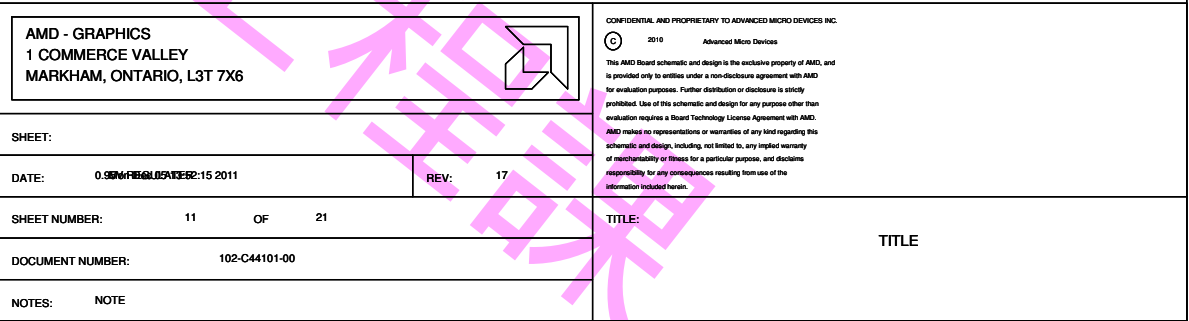 AMD - GRAPHICS
1 COMMERCE VALLEY
MARKHAM, ONTARIO, L3T 7X6
SHEET:
DATE: 2:15 2011
REV: 17
SHEET NUMBER: 11 OF 21
DOCUMENT NUMBER: 102-C44101-00
NOTES: NOTE
CONFIDENTIAL AND PROPRIETARY TO ADVANCED MICRO DEVICES INC.
C 2010 Advanced Micro Devices
This AMD Board schematic and design is the exclusive property of AMD, and
is provided only to entities under a non-disclosure agreement with AMD
for evaluation purposes. Further distribution or disclosure is strictly
prohibited. Use of this schematic and design for any purpose other than
evaluation requires a Board Technology License Agreement with AMD.
AMD makes no representations or warranties of any kind regarding this
schematic and design, including, not limited to, any implied warranty
of merchantability or fitness for a particular purpose, and disclaims
responsibility for any consequences resulting from use of the
information included herein.
TITLE:
TITLE
程課